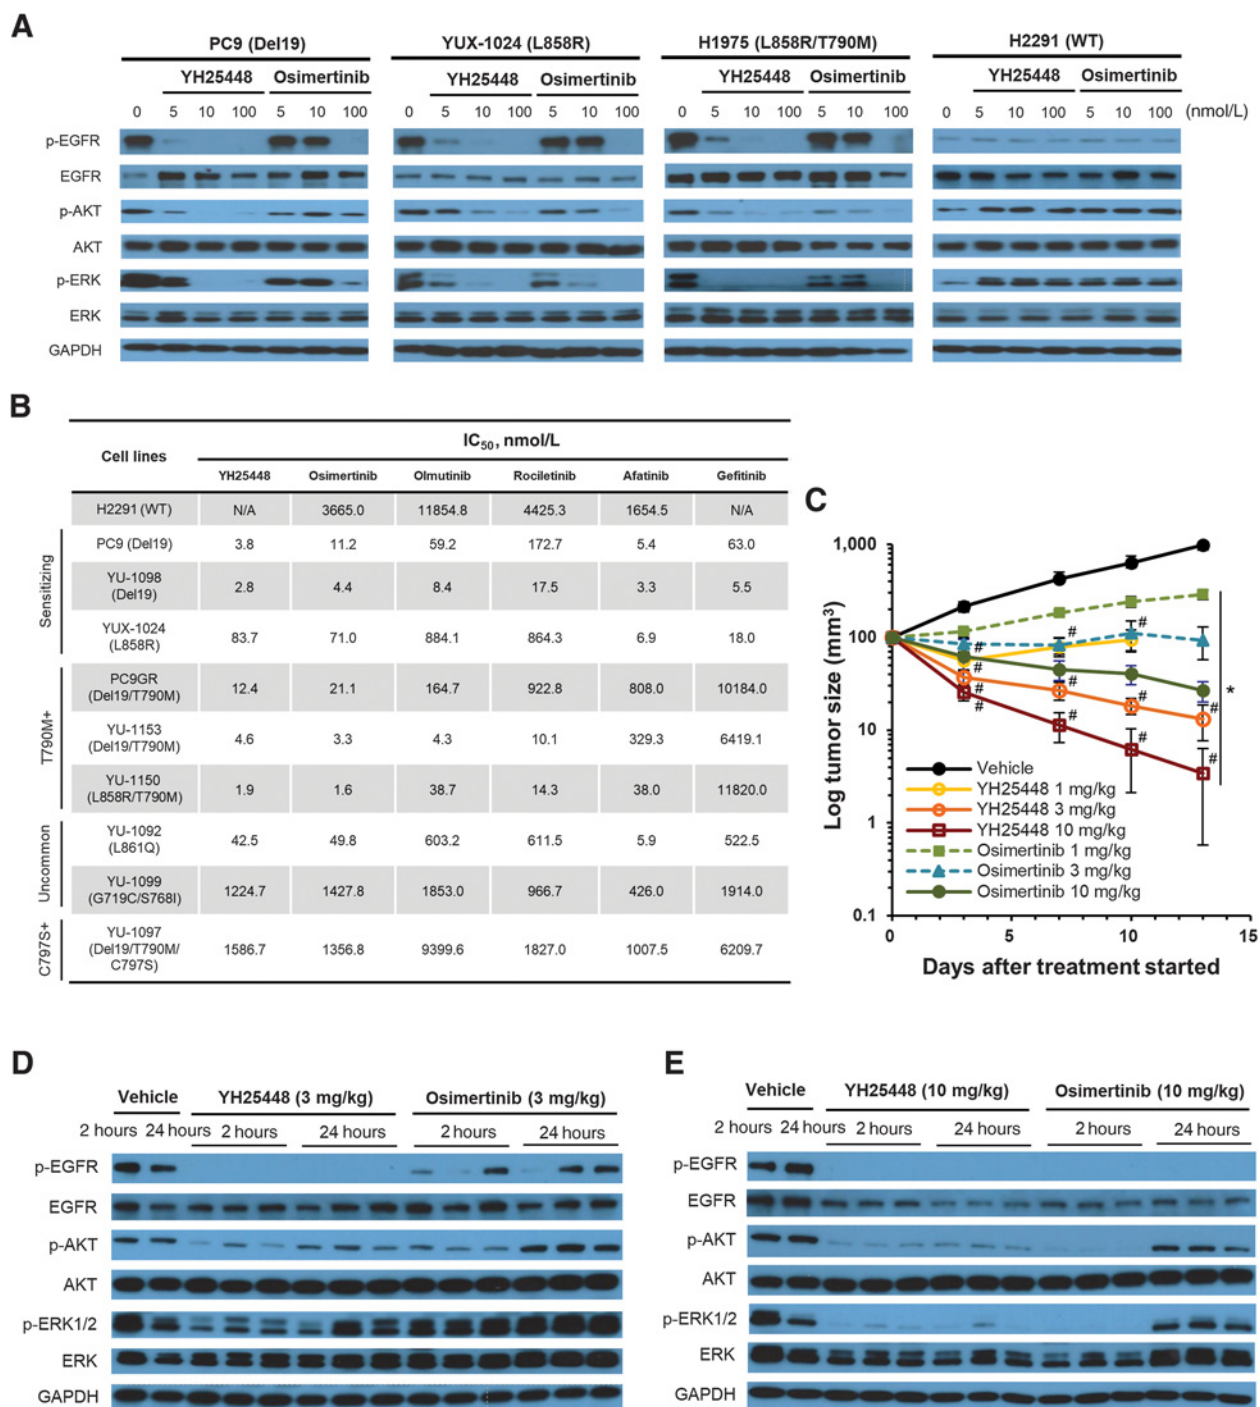 A
PC9 (Del19) YUX-1024 (L858R) H1975 (L858R/T790M) H2291 (WT)
YH25448 Osimertinib YH25448 Osimertinib YH25448 Osimertinib YH25448 Osimertinib
0 5 10 100 5 10 100 0 5 10 100 5 10 100 0 5 10 100 5 10 100 0 5 10 100 5 10 100 (nmol/L)
p-EGFR
EGFR
p-AKT
AKT
p-ERK
ERK
GAPDH
B
Cell lines IC50, nmol/L
YH25448 Osimertinib Olmutinib Rociletinib Afatinib Gefitinib
H2291 (WT) N/A 3665.0 11854.8 4425.3 1654.5 N/A
Sensitizing
PC9 (Del19) 3.8 11.2 59.2 172.7 5.4 63.0
YU-1098 (Del19) 2.8 4.4 8.4 17.5 3.3 5.5
YUX-1024 (L858R) 83.7 71.0 884.1 864.3 6.9 18.0
T790M+
PC9GR (Del19/T790M) 12.4 21.1 164.7 922.8 808.0 10184.0
YU-1153 (Del19/T790M) 4.6 3.3 4.3 10.1 329.3 6419.1
YU-1150 (L858R/T790M) 1.9 1.6 38.7 14.3 38.0 11820.0
Uncommon
YU-1092 (L861Q) 42.5 49.8 603.2 611.5 5.9 522.5
YU-1099 (G719C/S768I) 1224.7 1427.8 1853.0 966.7 426.0 1914.0
C797S+
YU-1097 (Del19/T790M/ C797S) 1586.7 1356.8 9399.6 1827.0 1007.5 6209.7
C
Log tumor size (mm3)
1,000
100
10
1
0.1
# # # # # # # # # # # # *
Vehicle
YH25448 1 mg/kg
YH25448 3 mg/kg
YH25448 10 mg/kg
Osimertinib 1 mg/kg
Osimertinib 3 mg/kg
Osimertinib 10 mg/kg
0 5 10 15
Days after treatment started
D
Vehicle YH25448 (3 mg/kg) Osimertinib (3 mg/kg)
2 hours 24 hours 2 hours 24 hours 2 hours 24 hours
p-EGFR
EGFR
p-AKT
AKT
p-ERK1/2
ERK
GAPDH
E
Vehicle YH25448 (10 mg/kg) Osimertinib (10 mg/kg)
2 hours 24 hours 2 hours 24 hours 2 hours 24 hours
p-EGFR
EGFR
p-AKT
AKT
p-ERK1/2
ERK
GAPDH